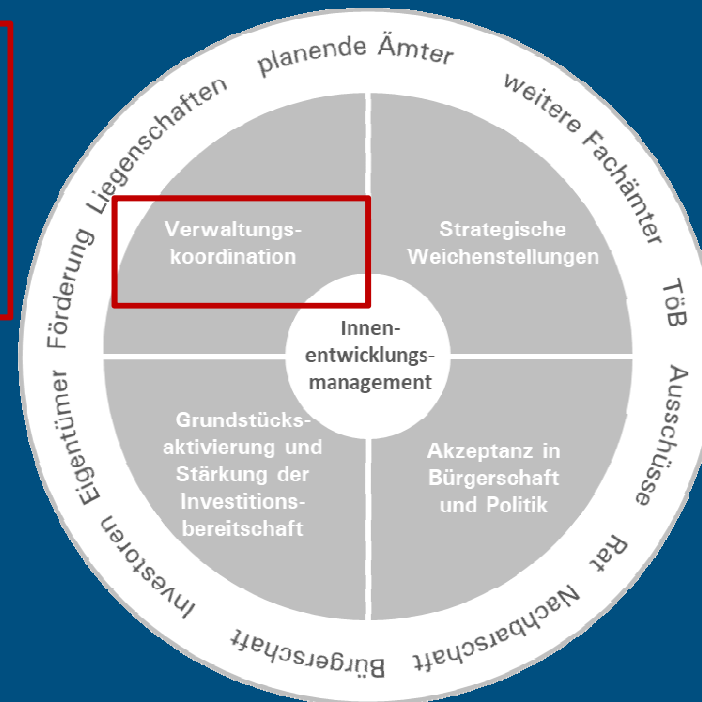 planende Ämter
weitere Fachämter
TöB
Ausschüsse
Rat
Nachbarschaft
Bürgerschaft
Investoren
Eigentümer
Förderung
Liegenschaften
Verwaltungs-
koordination
Strategische
Weichenstellungen
Innen-
entwicklungs-
management
Grundstücks-
aktivierung und
Stärkung der
Investitions-
bereitschaft
Akzeptanz in
Bürgerschaft
und Politik